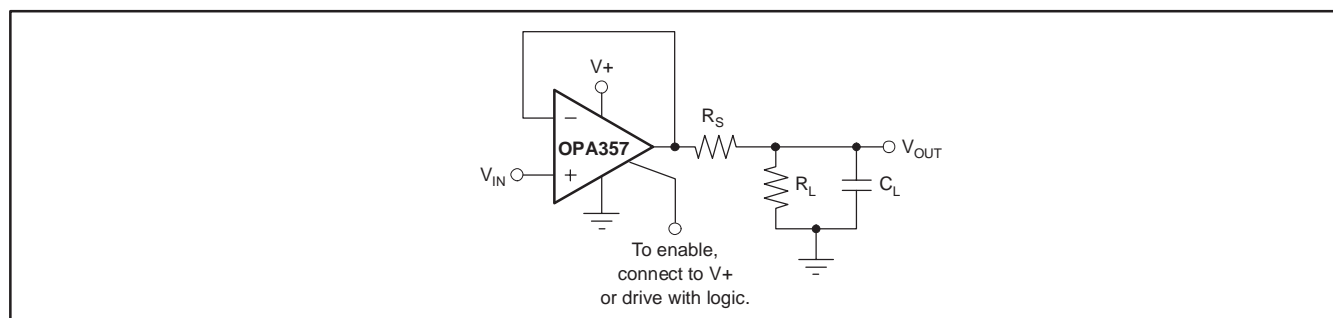 V+
R_S
−
OPA357
V_OUT
V_IN
+
R_L
C_L
To enable,
connect to V+
or drive with logic.